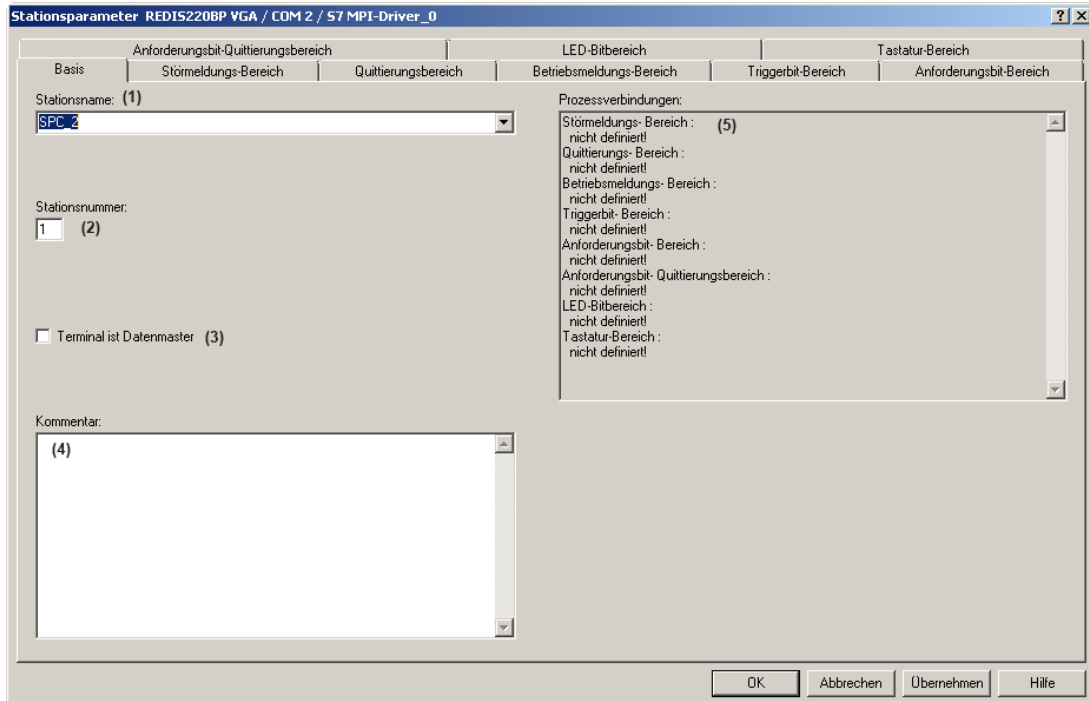 Stationsparameter REDIS220BP VGA / COM 2 / S7 MPI-Driver_0
Anforderungsbit-Quittierungsbereich
LED-Bitbereich
Tastatur-Bereich
Basis
Störmeldungs-Bereich
Quittierungsbereich
Betriebsmeldungs-Bereich
Triggerbit-Bereich
Anforderungsbit-Bereich
Stationsname: (1)
SPC_2
Stationsnummer:
1 (2)
Terminal ist Datenmaster (3)
Kommentar:
(4)
Prozessverbindungen:
Störmeldungs- Bereich : (5)
nicht definiert!
Quittierungs- Bereich :
nicht definiert!
Betriebsmeldungs- Bereich :
nicht definiert!
Triggerbit- Bereich :
nicht definiert!
Anforderungsbit- Bereich :
nicht definiert!
Anforderungsbit- Quittierungsbereich :
nicht definiert!
LED-Bitbereich :
nicht definiert!
Tastatur-Bereich :
nicht definiert!
OK
Abbrechen
Übernehmen
Hilfe